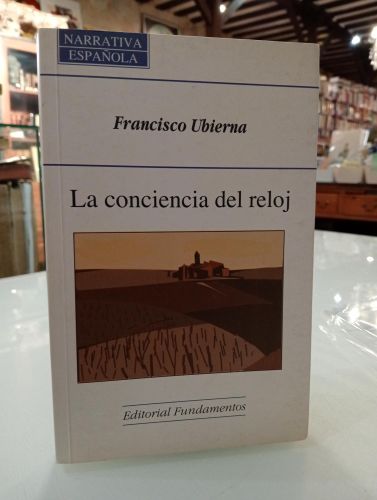 NARRATIVA
ESPAÑOLA
Francisco Ubierna
La conciencia del reloj
Editorial Fundamentos